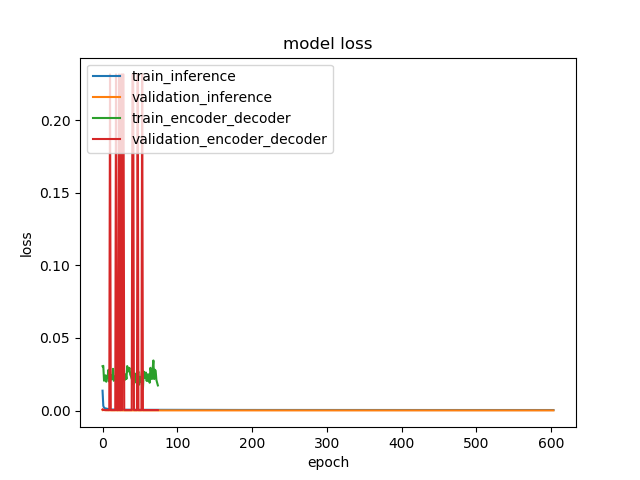 model loss
train_inference
validation_inference
train_encoder_decoder
validation_encoder_decoder
loss
0.20
0.15
0.10
0.05
0.00
0 100 200 300 400 500 600
epoch